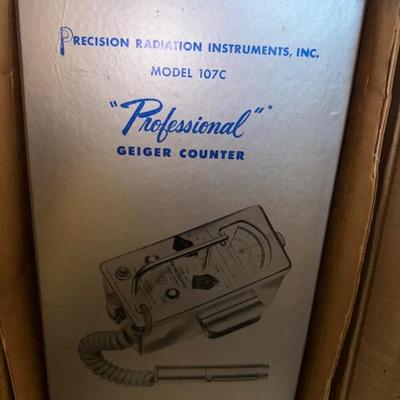 PRECISION RADIATION INSTRUMENTS, INC.
MODEL 107C
"Professional"
GEIGER COUNTER